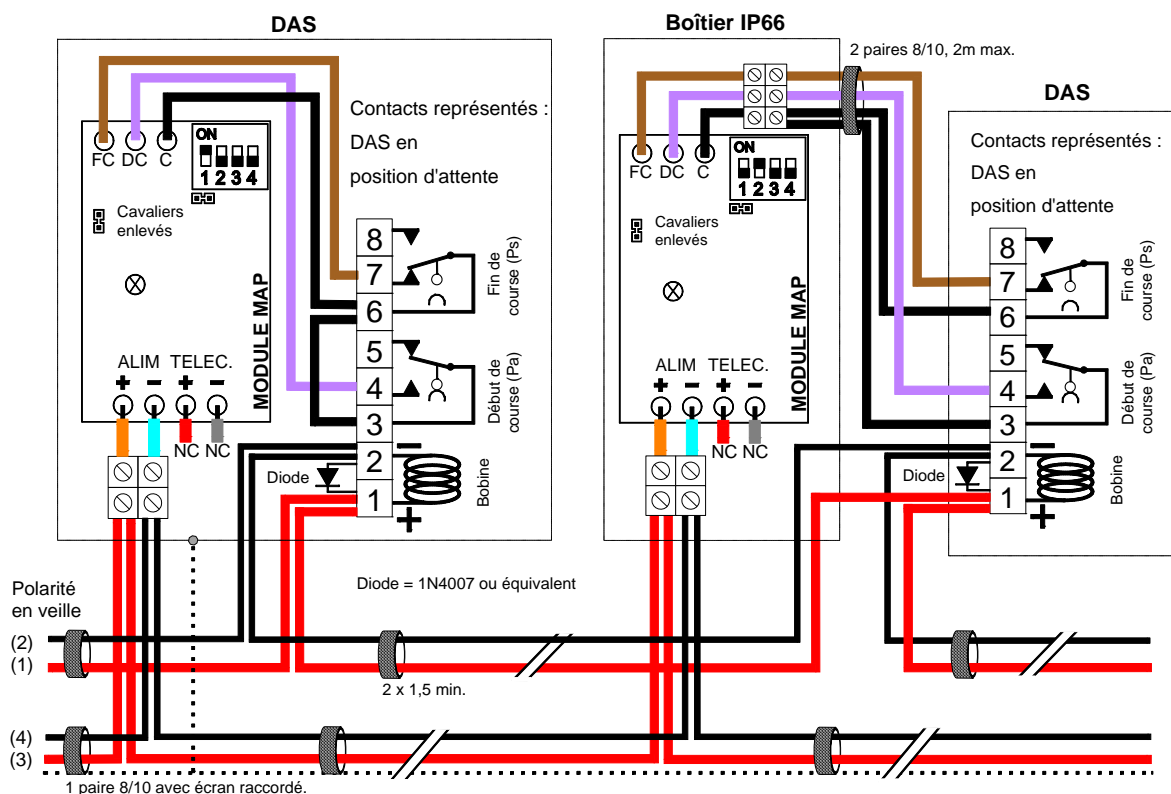 DAS
Boîtier IP66
2 paires 8/10, 2m max.
DAS
Contacts représentés :
DAS en
position d'attente
FC DC C
ON
1 2 3 4
Cavaliers
enlevés
MODULE MAP
ALIM TELEC.
+ − + −
NC NC
8
7
6
5
4
3
2
1
Fin de
course (Ps)
Début de
course (Pa)
Diode
−
+
Bobine
FC DC C
ON
1 2 3 4
Cavaliers
enlevés
MODULE MAP
ALIM TELEC.
+ − + −
NC NC
Contacts représentés :
DAS en
position d'attente
8
7
6
5
4
3
2
1
Fin de
course (Ps)
Début de
course (Pa)
Diode
−
+
Bobine
Diode = 1N4007 ou équivalent
Polarité
en veille
(2)
(1)
2 x 1,5 min.
(4)
(3)
1 paire 8/10 avec écran raccordé.